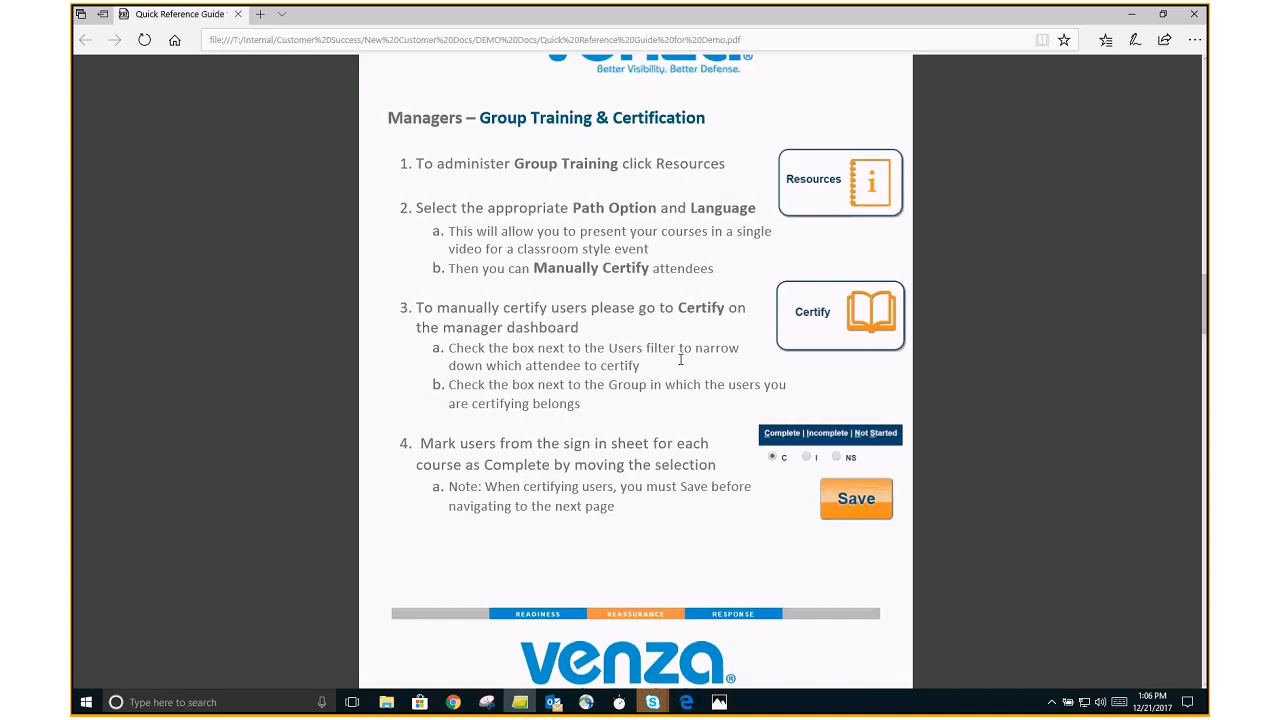 Quick Reference Guide
file:///T:/Internal/Customer%20Success/New%20Customer%20Docs/DEMO%20Docs/Quick%20Reference%20Guide%20for%20Demo.pdf
venza®
Better Visibility. Better Defense.
Managers – Group Training & Certification
1. To administer Group Training click Resources
Resources
i
2. Select the appropriate Path Option and Language
a. This will allow you to present your courses in a single
video for a classroom style event
b. Then you can Manually Certify attendees
3. To manually certify users please go to Certify on
the manager dashboard
Certify
a. Check the box next to the Users filter to narrow
down which attendee to certify
b. Check the box next to the Group in which the users you
are certifying belongs
4. Mark users from the sign in sheet for each
course as Complete by moving the selection
Complete | Incomplete | Not Started
C I NS
a. Note: When certifying users, you must Save before
navigating to the next page
Save
READINESS REASSURANCE RESPONSE
venza®
Type here to search
1:06 PM
12/21/2017